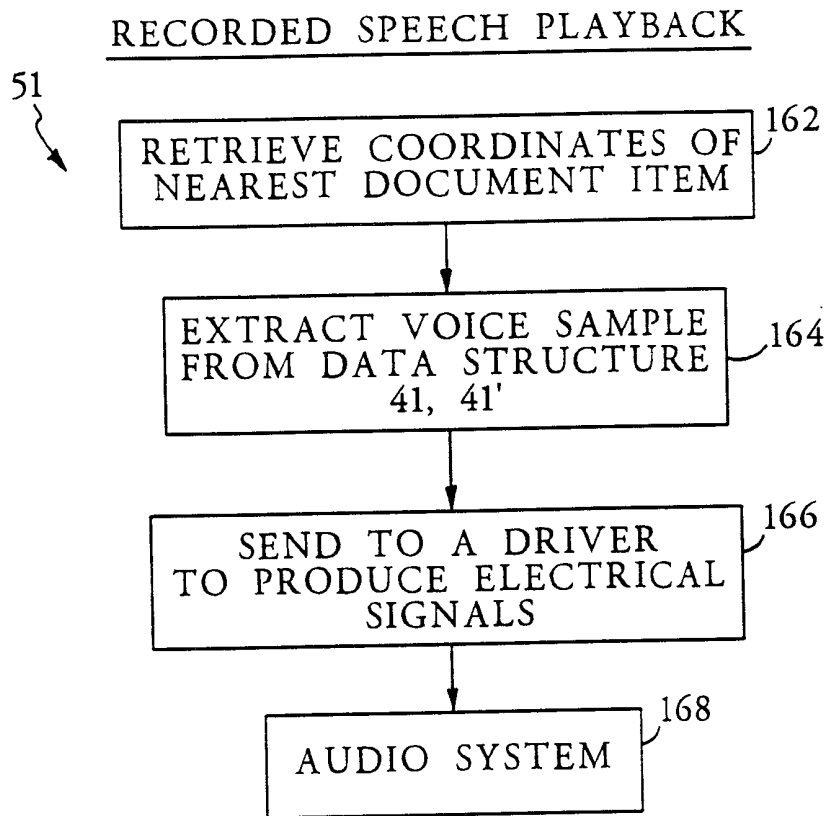 RECORDED SPEECH PLAYBACK
51
162
RETRIEVE COORDINATES OF
NEAREST DOCUMENT ITEM
EXTRACT VOICE SAMPLE
FROM DATA STRUCTURE
41, 41'
164
SEND TO A DRIVER
TO PRODUCE ELECTRICAL
SIGNALS
166
AUDIO SYSTEM
168